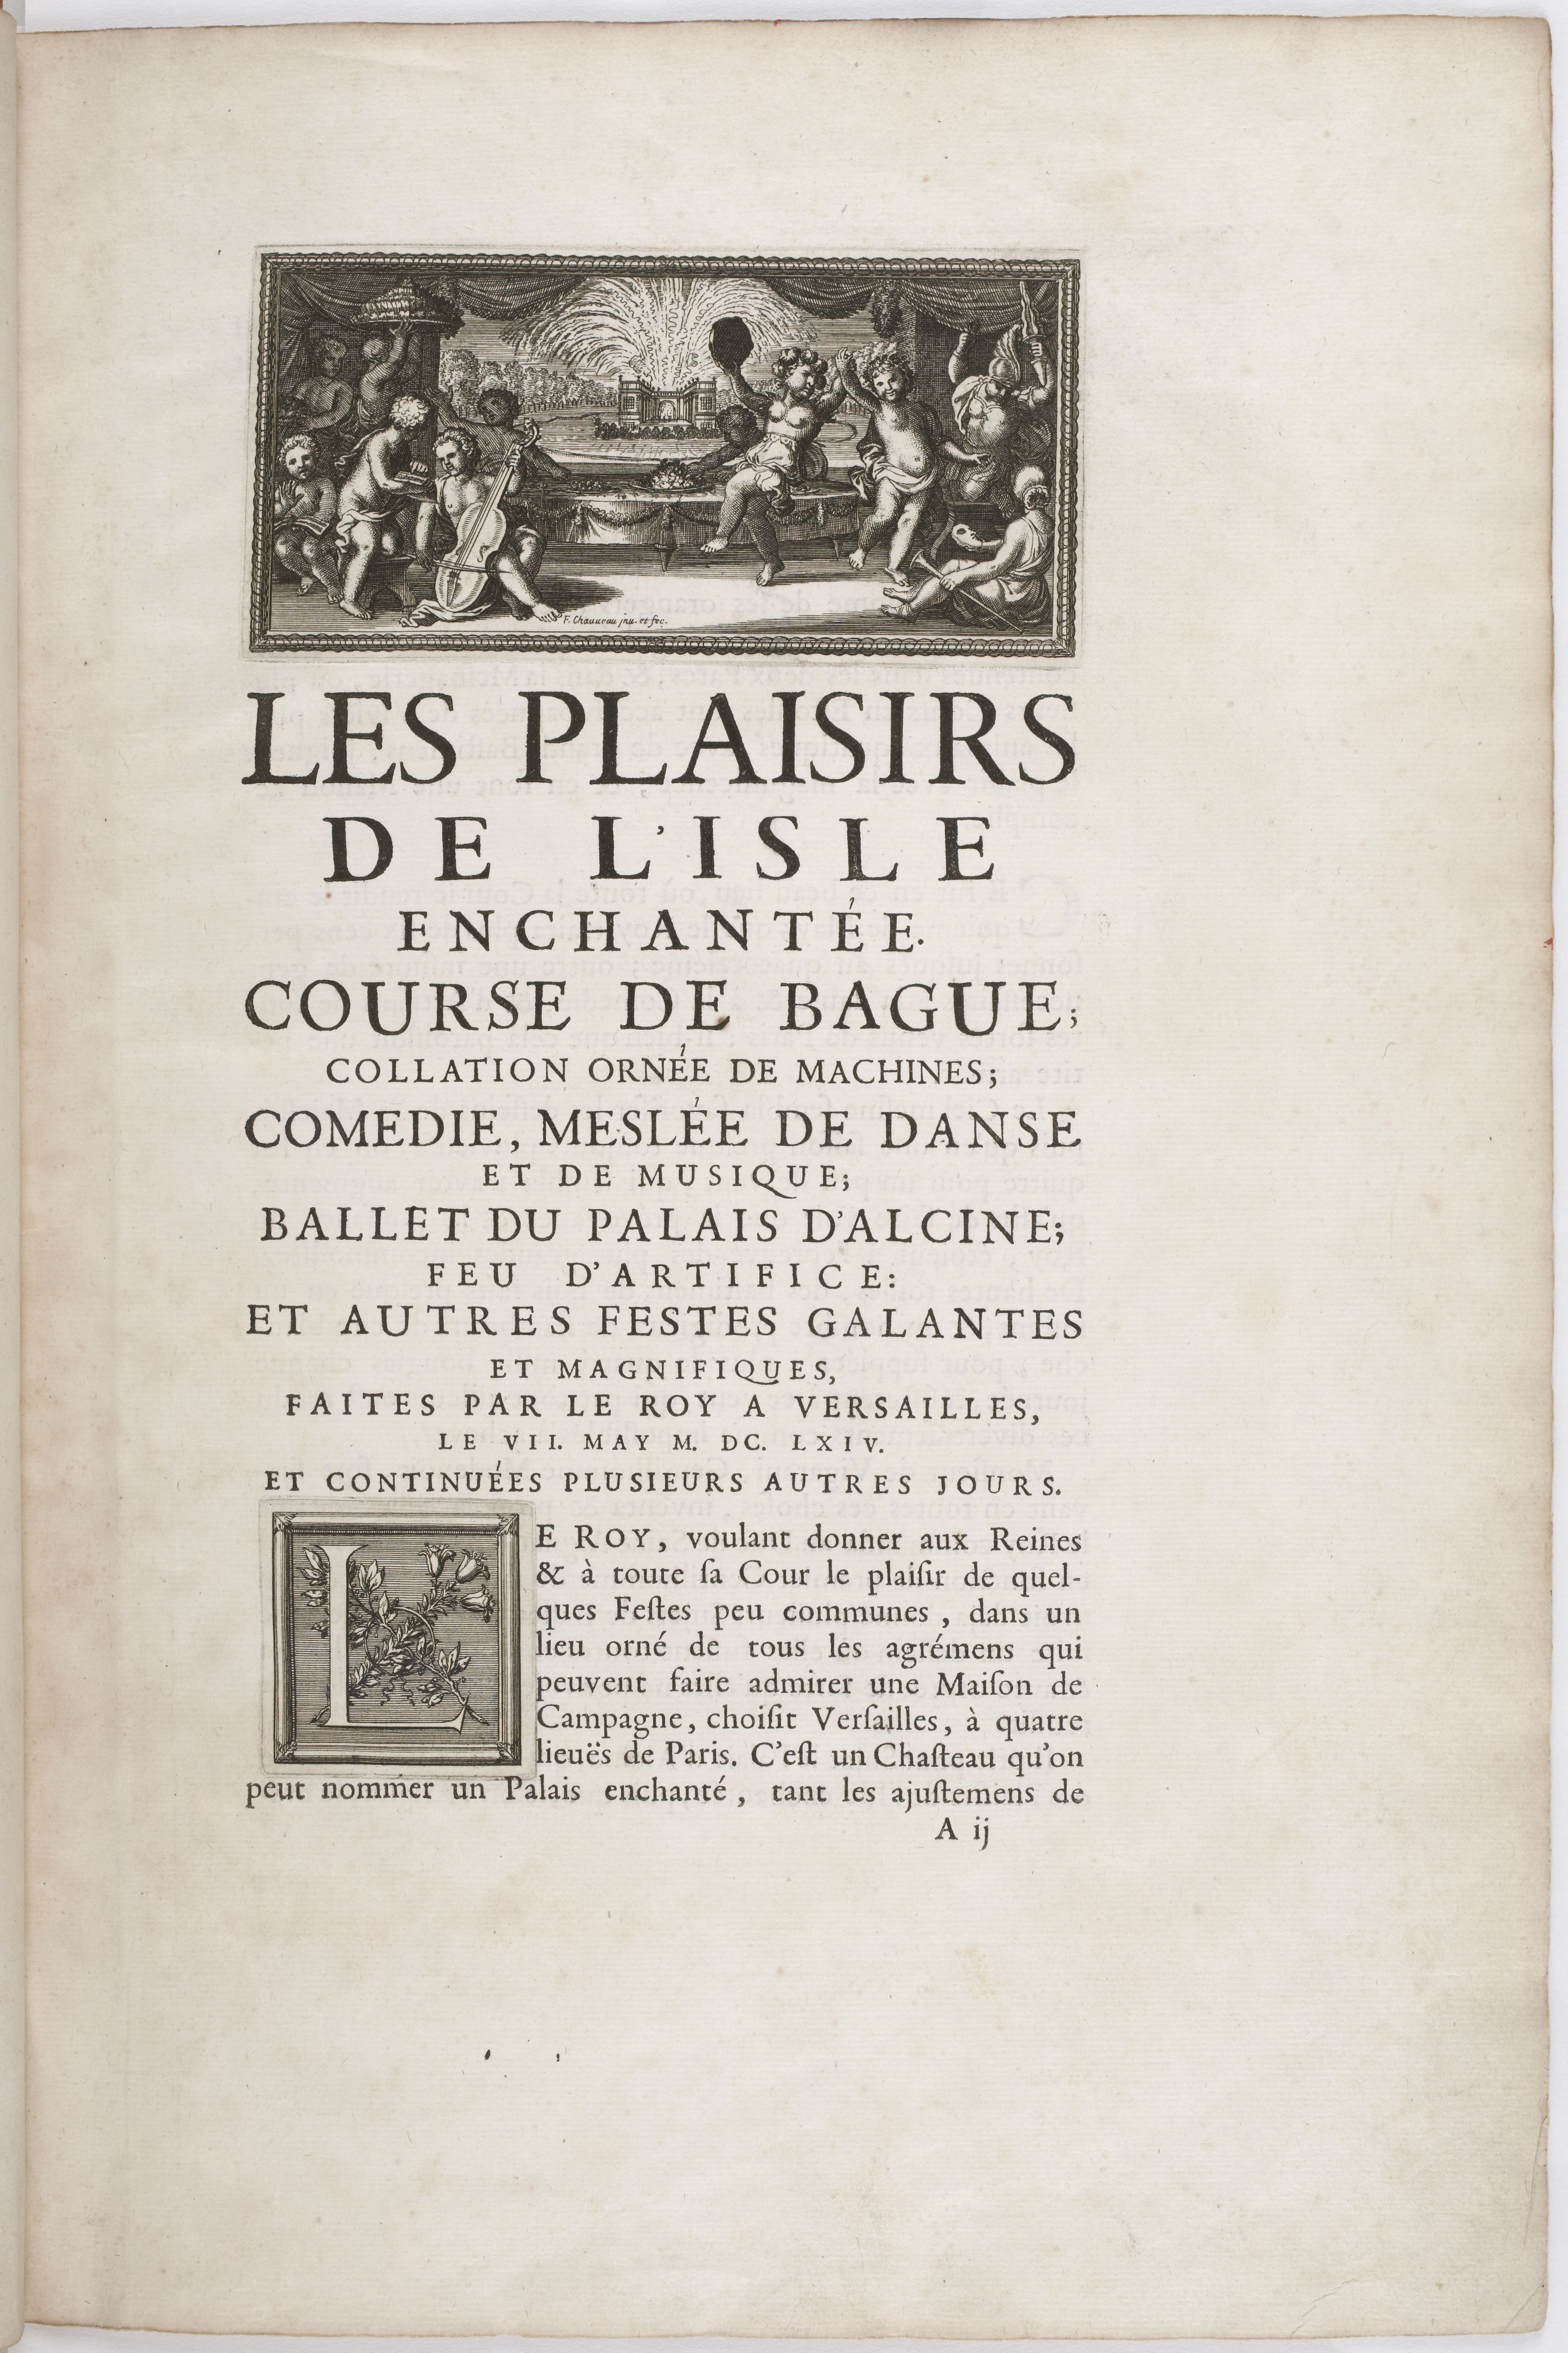 F. Chauueau jnu. et fec.
LES PLAISIRS
DE L'ISLE
ENCHANTÉE.
COURSE DE BAGUE;
COLLATION ORNÉE DE MACHINES;
COMEDIE, MESLÉE DE DANSE
ET DE MUSIQUE;
BALLET DU PALAIS D'ALCINE;
FEU D'ARTIFICE:
ET AUTRES FESTES GALANTES
ET MAGNIFIQUES,
FAITES PAR LE ROY A VERSAILLES,
LE VII. MAY M. DC. LXIV.
ET CONTINUÉES PLUSIEURS AUTRES JOURS.
LE ROY, voulant donner aux Reines
& à toute ſa Cour le plaiſir de quel-
ques Feſtes peu communes, dans un
lieu orné de tous les agrémens qui
peuvent faire admirer une Maiſon de
Campagne, choiſit Verſailles, à quatre
lieuës de Paris. C'eſt un Chaſteau qu'on
peut nommer un Palais enchanté, tant les ajuſtemens de
A ij